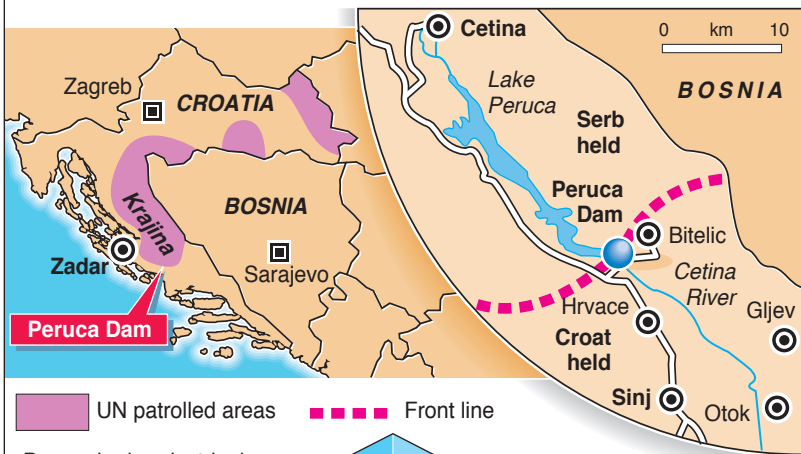 Zagreb
CROATIA
Krajina
BOSNIA
Zadar
Sarajevo
Peruca Dam
Cetina
0 km 10
Lake
Peruca
BOSNIA
Serb
held
Peruca
Dam
Bitelic
Cetina
River
Hrvace
Gljev
Croat
held
Sinj
Otok
UN patrolled areas
Front line